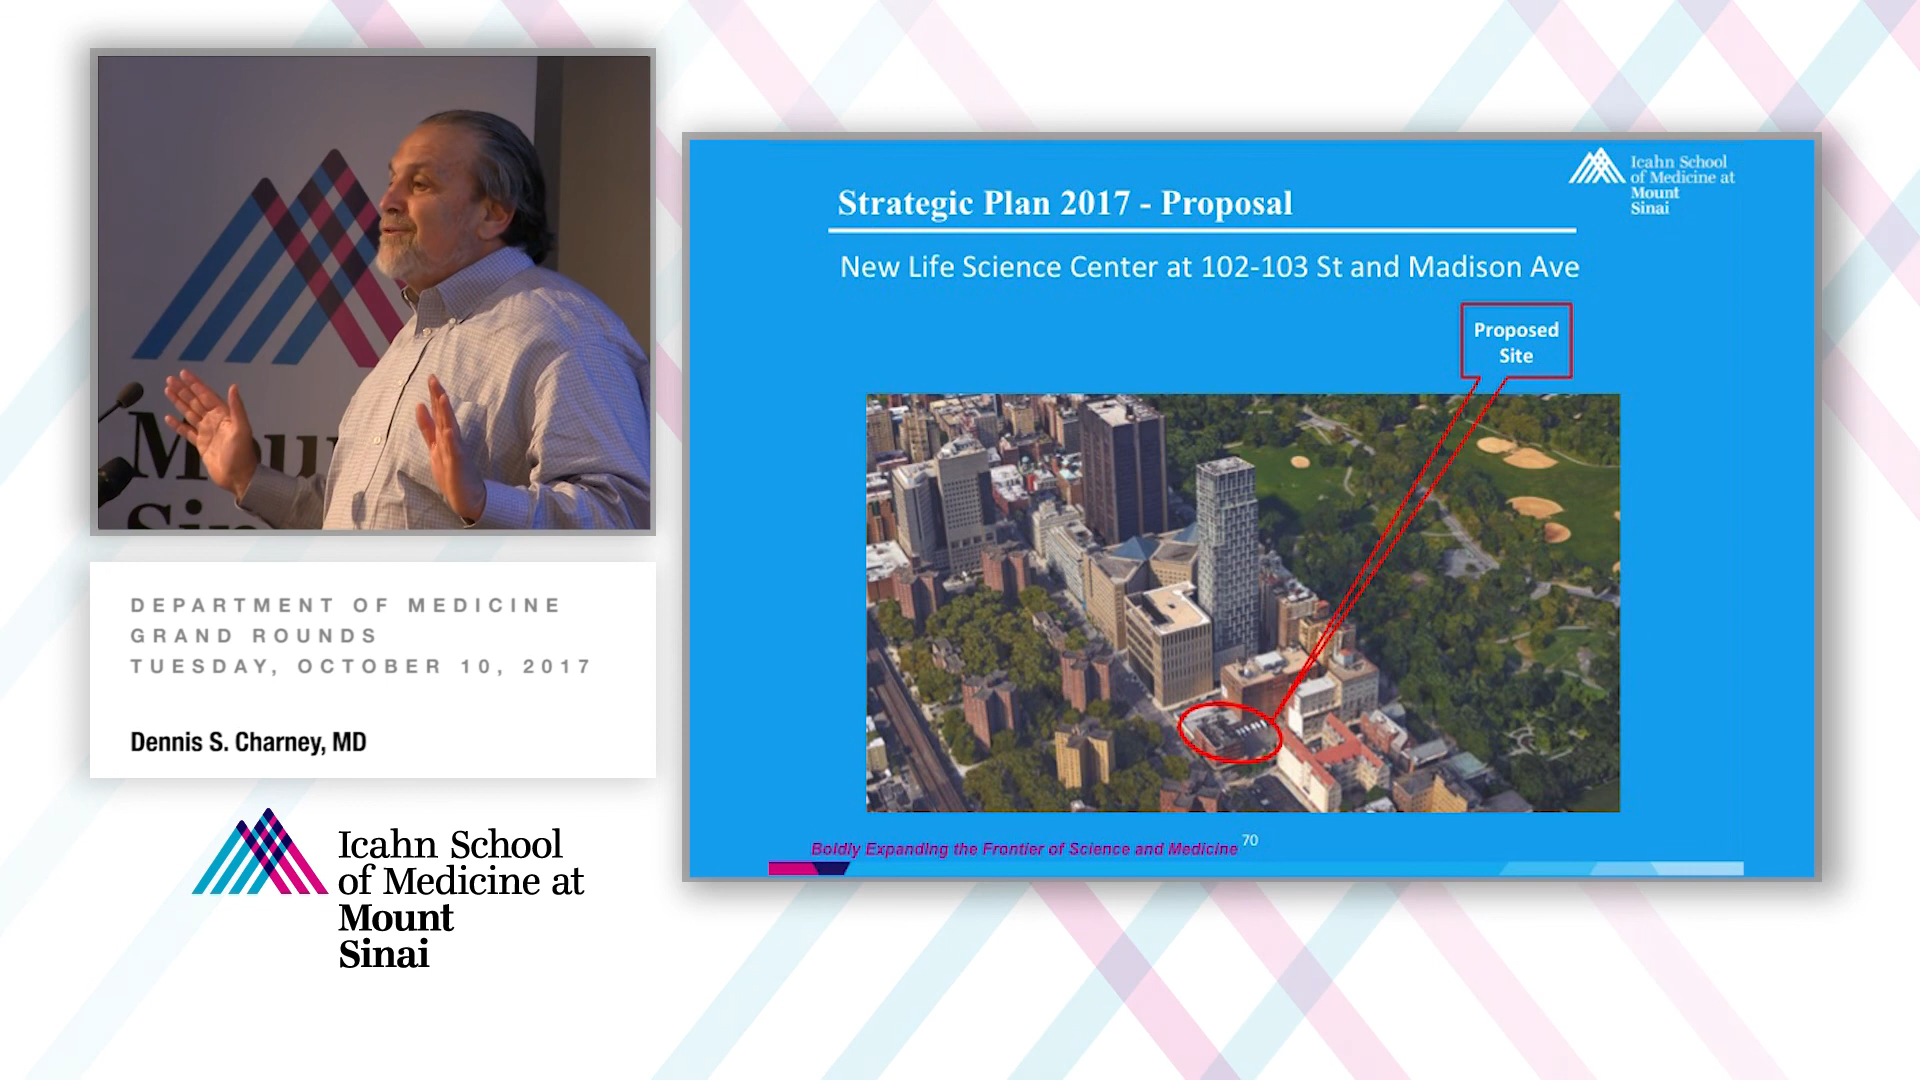 Mou
Sinai
DEPARTMENT OF MEDICINE
GRAND ROUNDS
TUESDAY, OCTOBER 10, 2017
Dennis S. Charney, MD
Icahn School
of Medicine at
Mount
Sinai
Icahn School
of Medicine at
Mount
Sinai
Strategic Plan 2017 - Proposal
New Life Science Center at 102-103 St and Madison Ave
Proposed
Site
Boldly Expanding the Frontier of Science and Medicine
70